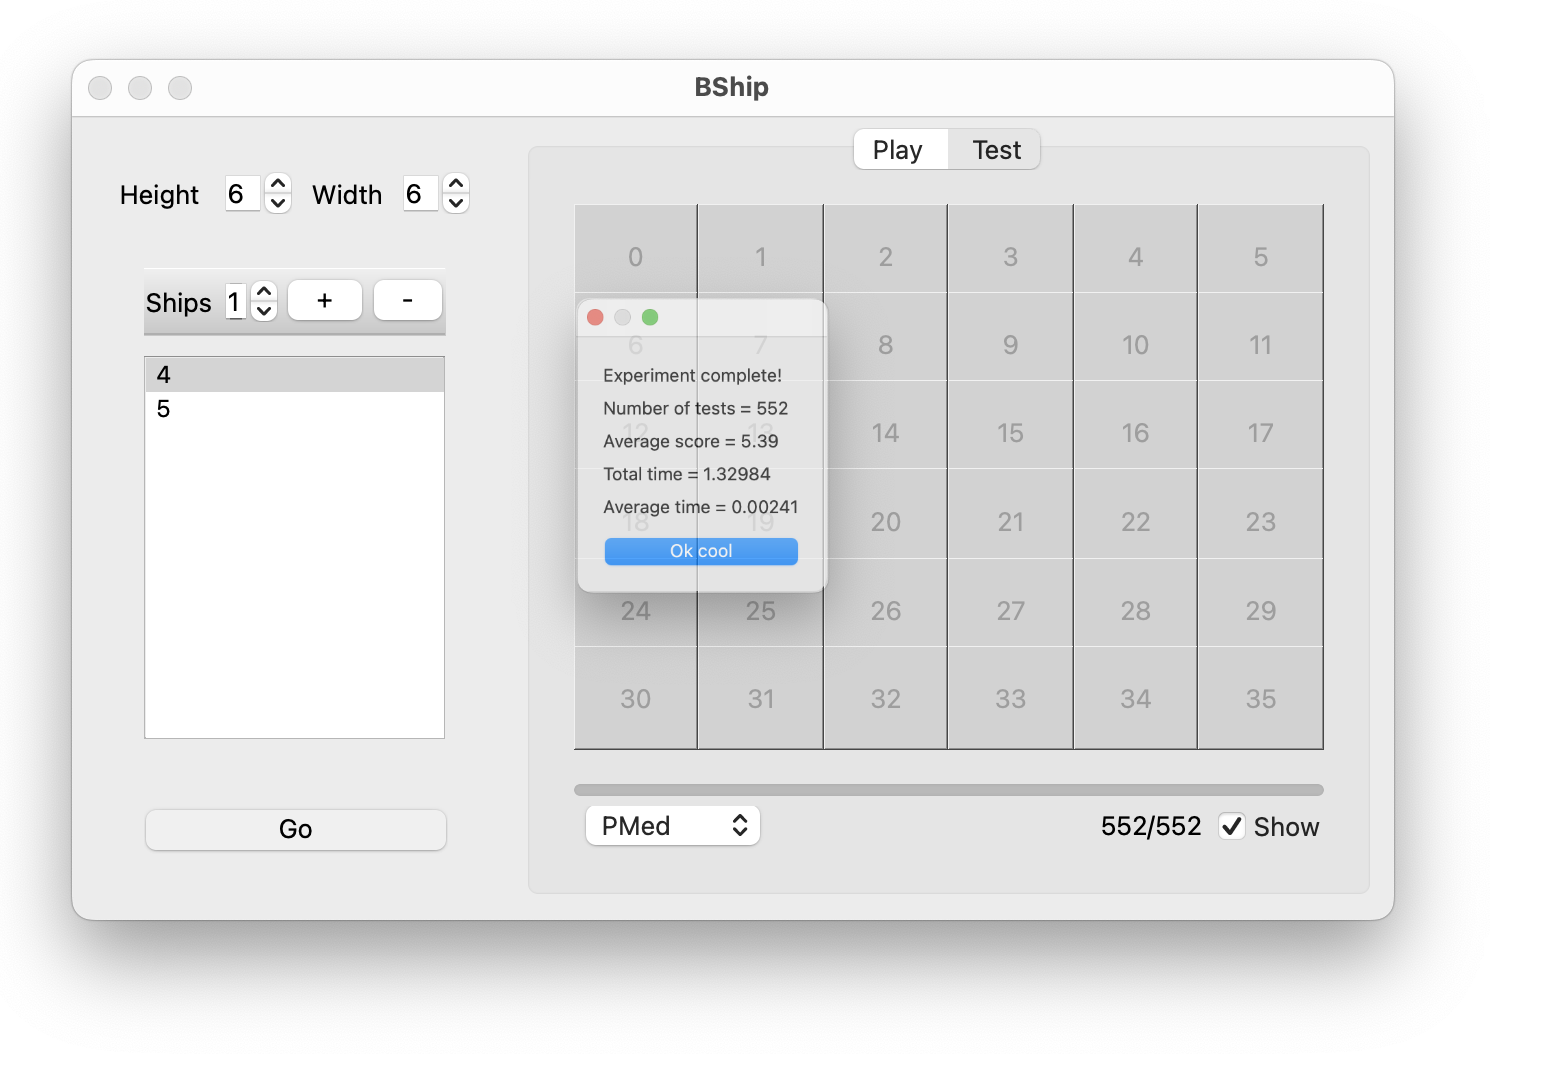 BShip
Play Test
Height 6 Width 6
Ships 1 + -
4
5
Go
0 1 2 3 4 5
6 7 8 9 10 11
12 13 14 15 16 17
18 19 20 21 22 23
24 25 26 27 28 29
30 31 32 33 34 35
Experiment complete!
Number of tests = 552
Average score = 5.39
Total time = 1.32984
Average time = 0.00241
Ok cool
PMed 552/552 Show